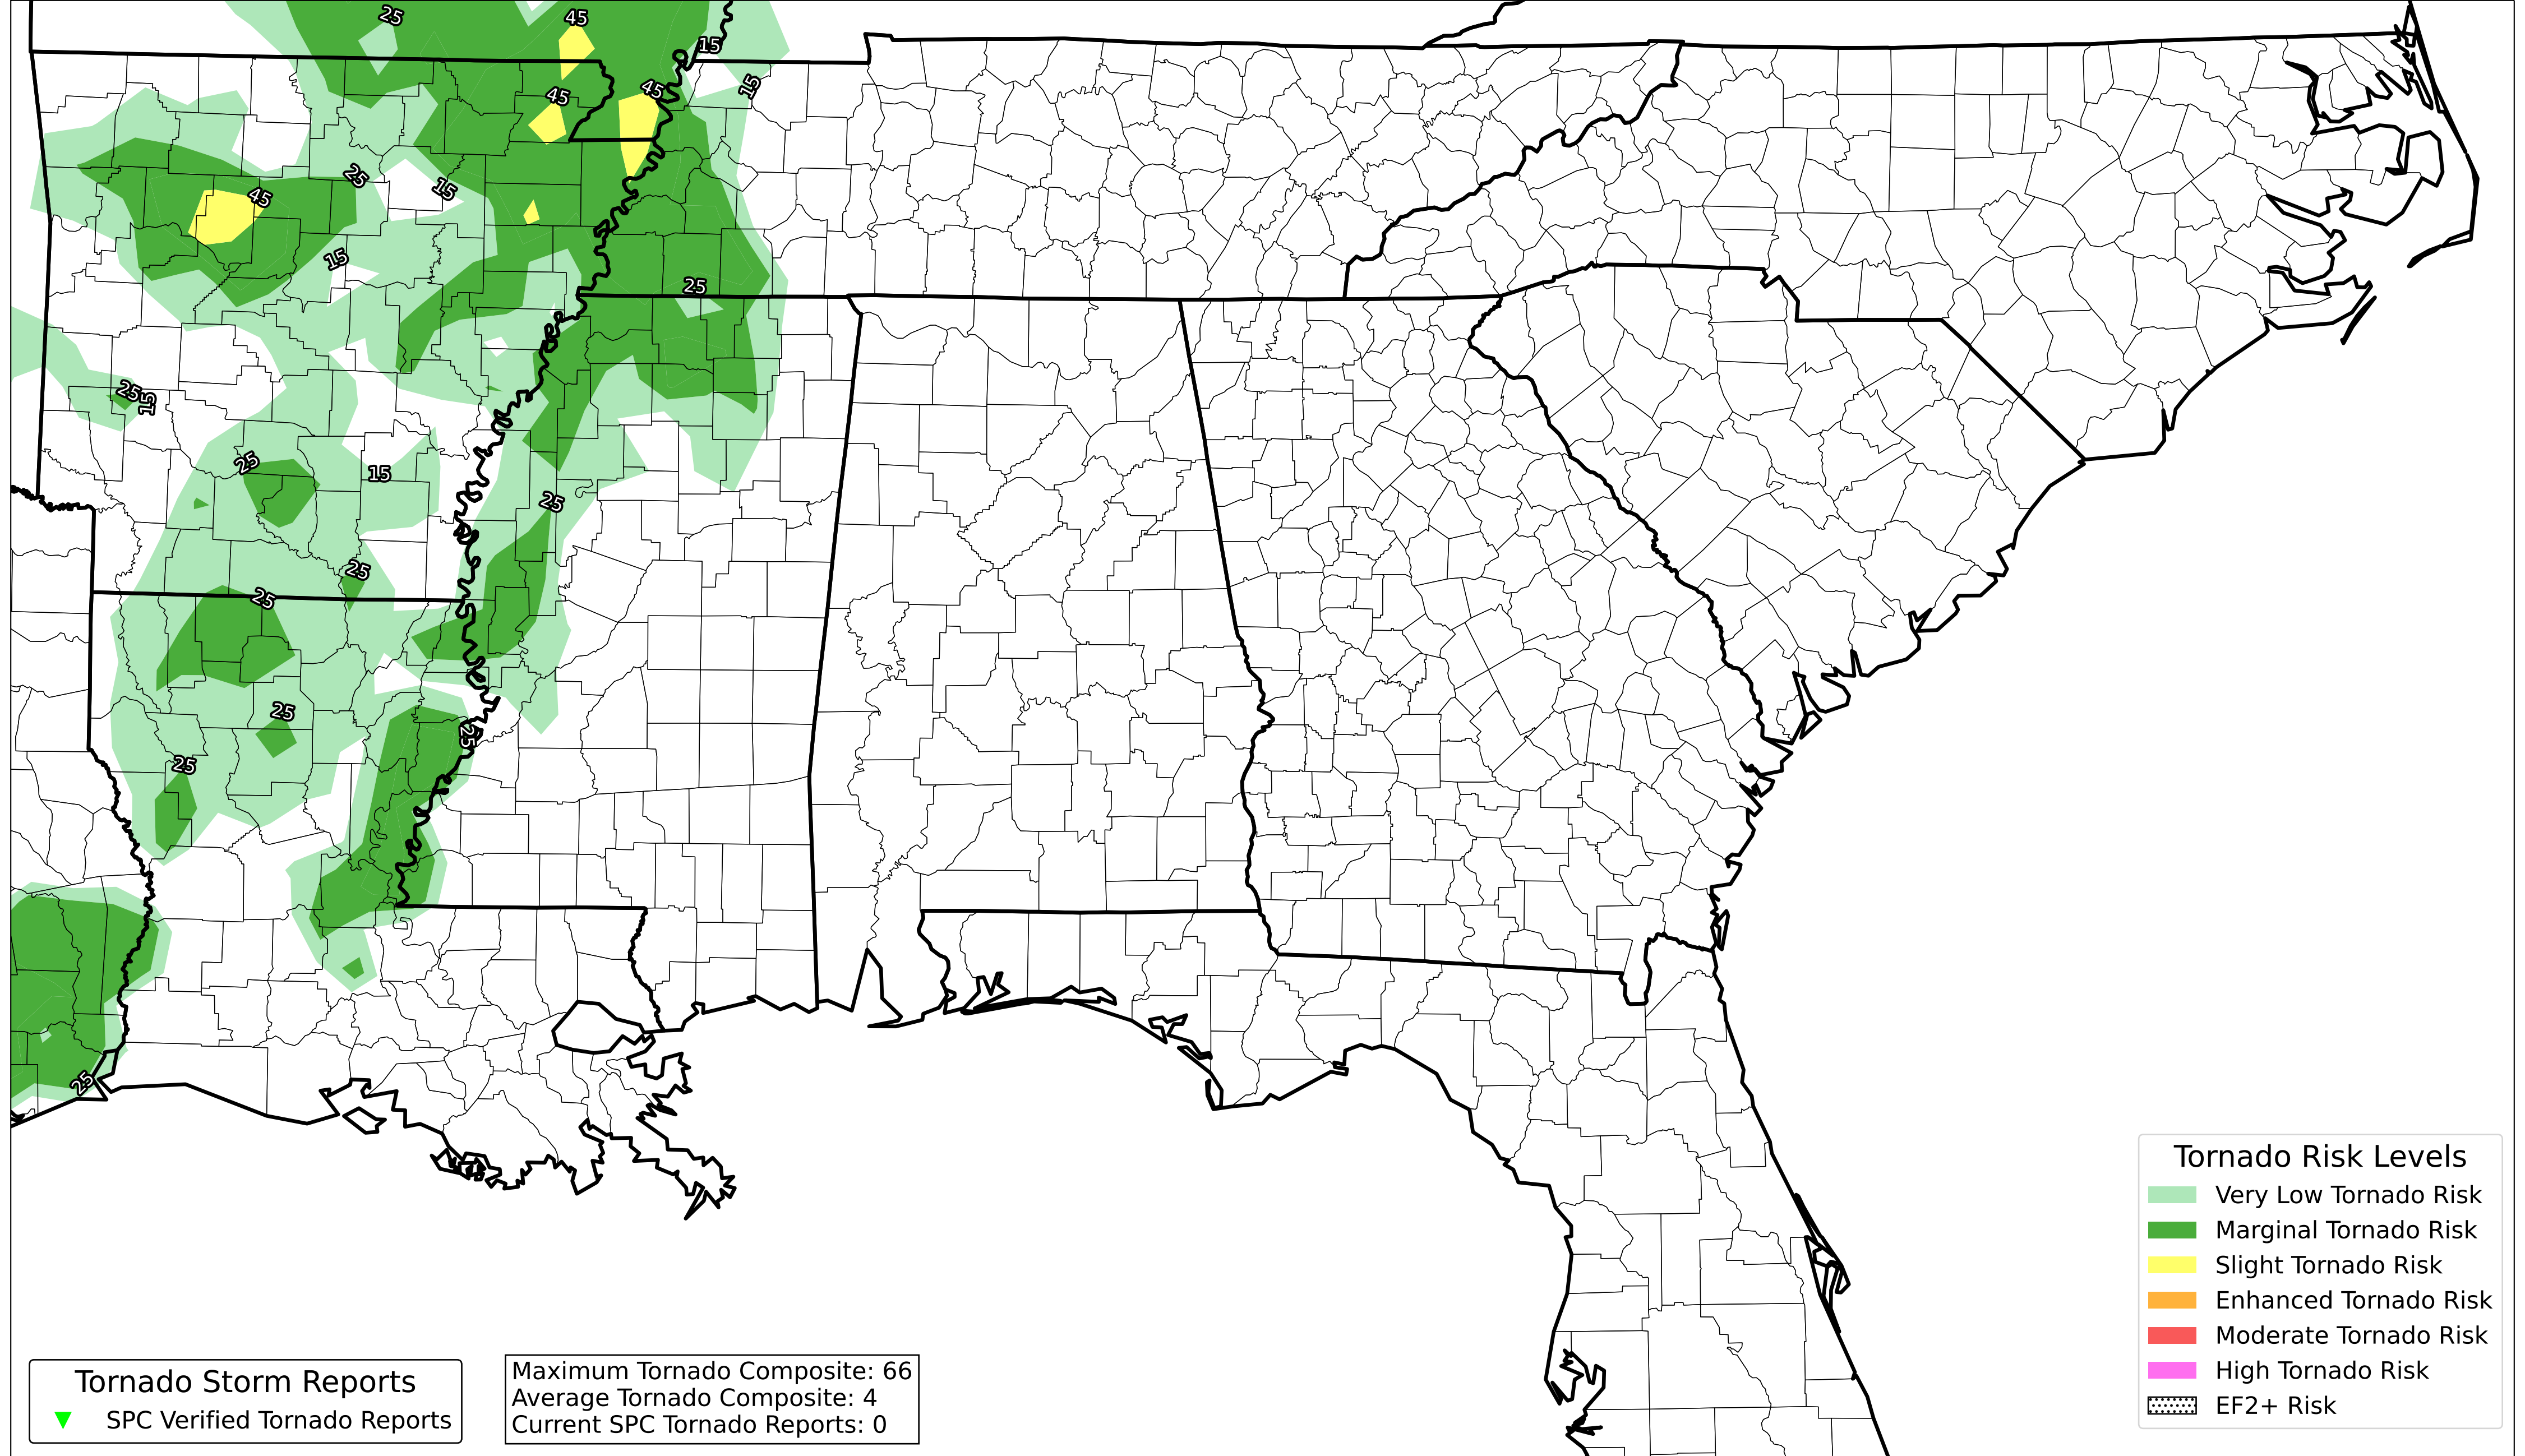 25
45
15
15
45
45
25
15
45
15
25
25
15
25
15
25
25
25
25
25
25
25
Tornado Risk Levels
Very Low Tornado Risk
Marginal Tornado Risk
Slight Tornado Risk
Enhanced Tornado Risk
Moderate Tornado Risk
High Tornado Risk
EF2+ Risk
Tornado Storm Reports
SPC Verified Tornado Reports
Maximum Tornado Composite: 66
Average Tornado Composite: 4
Current SPC Tornado Reports: 0